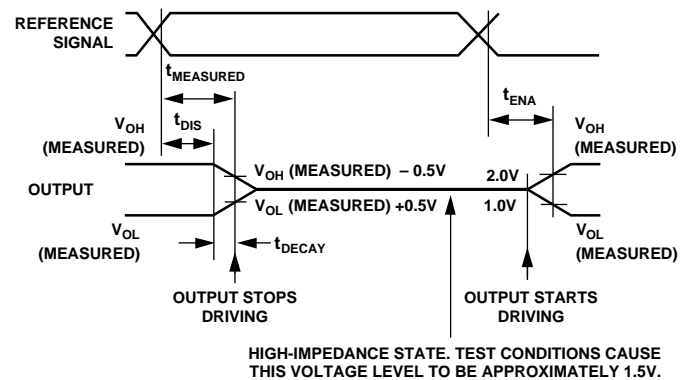 REFERENCE
SIGNAL
tMEASURED
tENA
VOH
(MEASURED)
tDIS
VOH
(MEASURED)
VOH (MEASURED) – 0.5V
2.0V
OUTPUT
VOL (MEASURED) +0.5V
1.0V
VOL
(MEASURED)
tDECAY
VOL
(MEASURED)
OUTPUT STOPS
DRIVING
OUTPUT STARTS
DRIVING
HIGH-IMPEDANCE STATE. TEST CONDITIONS CAUSE
THIS VOLTAGE LEVEL TO BE APPROXIMATELY 1.5V.